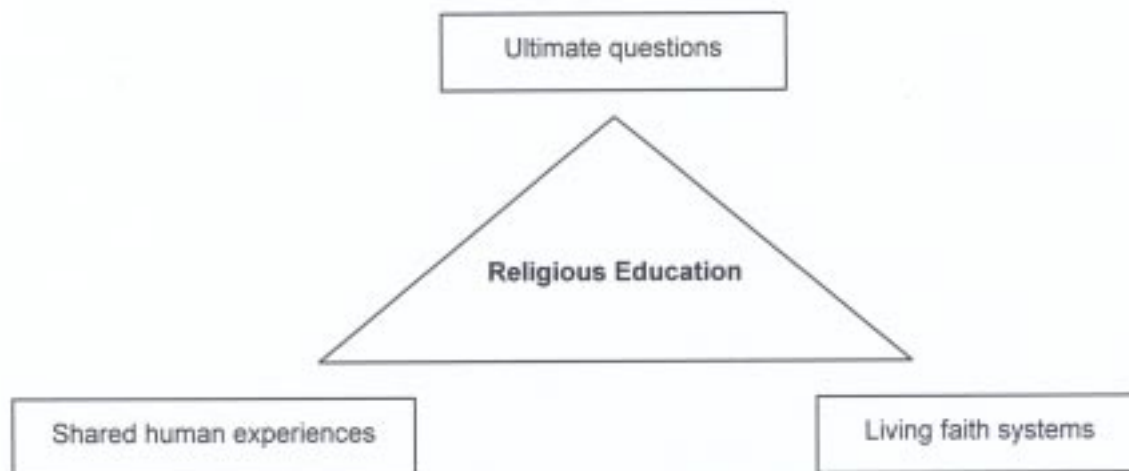 Ultimate questions
Religious Education
Shared human experiences
Living faith systems